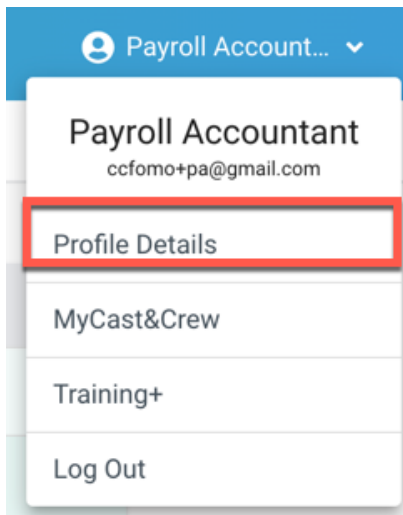 Payroll Account...
Payroll Accountant
ccfomo+pa@gmail.com
Profile Details
MyCast&Crew
Training+
Log Out